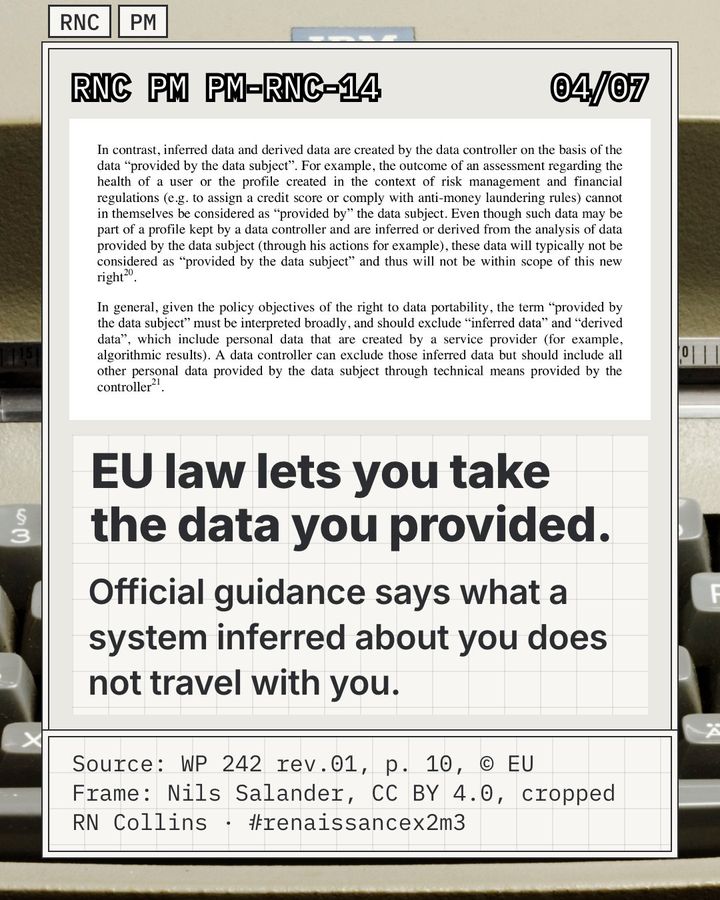 RNC PM
IBM
RNC PM PM-RNC-14 04/07
In contrast, inferred data and derived data are created by the data controller on the basis of the
data “provided by the data subject”. For example, the outcome of an assessment regarding the
health of a user or the profile created in the context of risk management and financial
regulations (e.g. to assign a credit score or comply with anti-money laundering rules) cannot
in themselves be considered as “provided by” the data subject. Even though such data may be
part of a profile kept by a data controller and are inferred or derived from the analysis of data
provided by the data subject (through his actions for example), these data will typically not be
considered as “provided by the data subject” and thus will not be within scope of this new
right20.
In general, given the policy objectives of the right to data portability, the term “provided by
the data subject” must be interpreted broadly, and should exclude “inferred data” and “derived
data”, which include personal data that are created by a service provider (for example,
algorithmic results). A data controller can exclude those inferred data but should include all
other personal data provided by the data subject through technical means provided by the
controller21.
EU law lets you take
the data you provided.
Official guidance says what a
system inferred about you does
not travel with you.
§
3
X
Source: WP 242 rev.01, p. 10, © EU
Frame: Nils Salander, CC BY 4.0, cropped
RN Collins · #renaissancex2m3